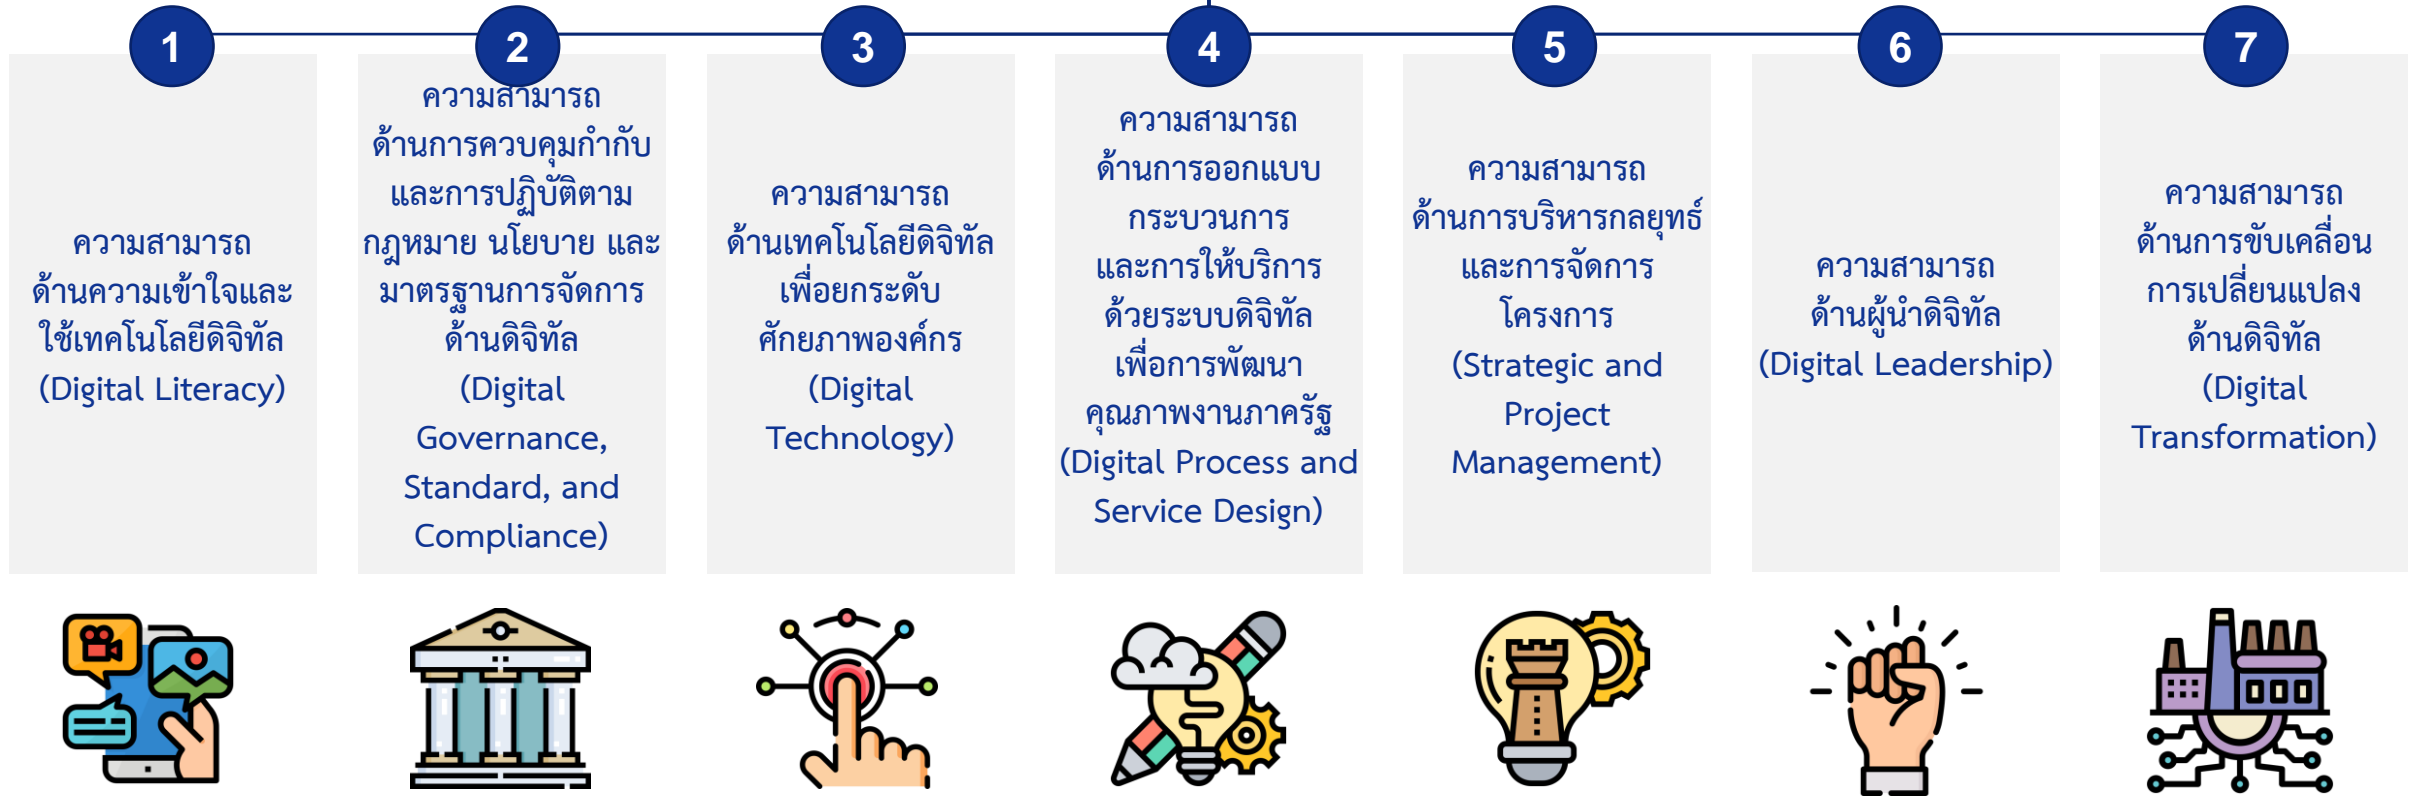 1
ความสามารถ
ด้านความเข้าใจและ
ใช้เทคโนโลยีดิจิทัล
(Digital Literacy)
2
ความสามารถ
ด้านการควบคุมกำกับ
และการปฏิบัติตาม
กฎหมาย นโยบาย และ
มาตรฐานการจัดการ
ด้านดิจิทัล
(Digital
Governance,
Standard, and
Compliance)
3
ความสามารถ
ด้านเทคโนโลยีดิจิทัล
เพื่อยกระดับ
ศักยภาพองค์กร
(Digital
Technology)
4
ความสามารถ
ด้านการออกแบบ
กระบวนการ
และการให้บริการ
ด้วยระบบดิจิทัล
เพื่อการพัฒนา
คุณภาพงานภาครัฐ
(Digital Process and
Service Design)
5
ความสามารถ
ด้านการบริหารกลยุทธ์
และการจัดการ
โครงการ
(Strategic and
Project
Management)
6
ความสามารถ
ด้านผู้นำดิจิทัล
(Digital Leadership)
7
ความสามารถ
ด้านการขับเคลื่อน
การเปลี่ยนแปลง
ด้านดิจิทัล
(Digital
Transformation)